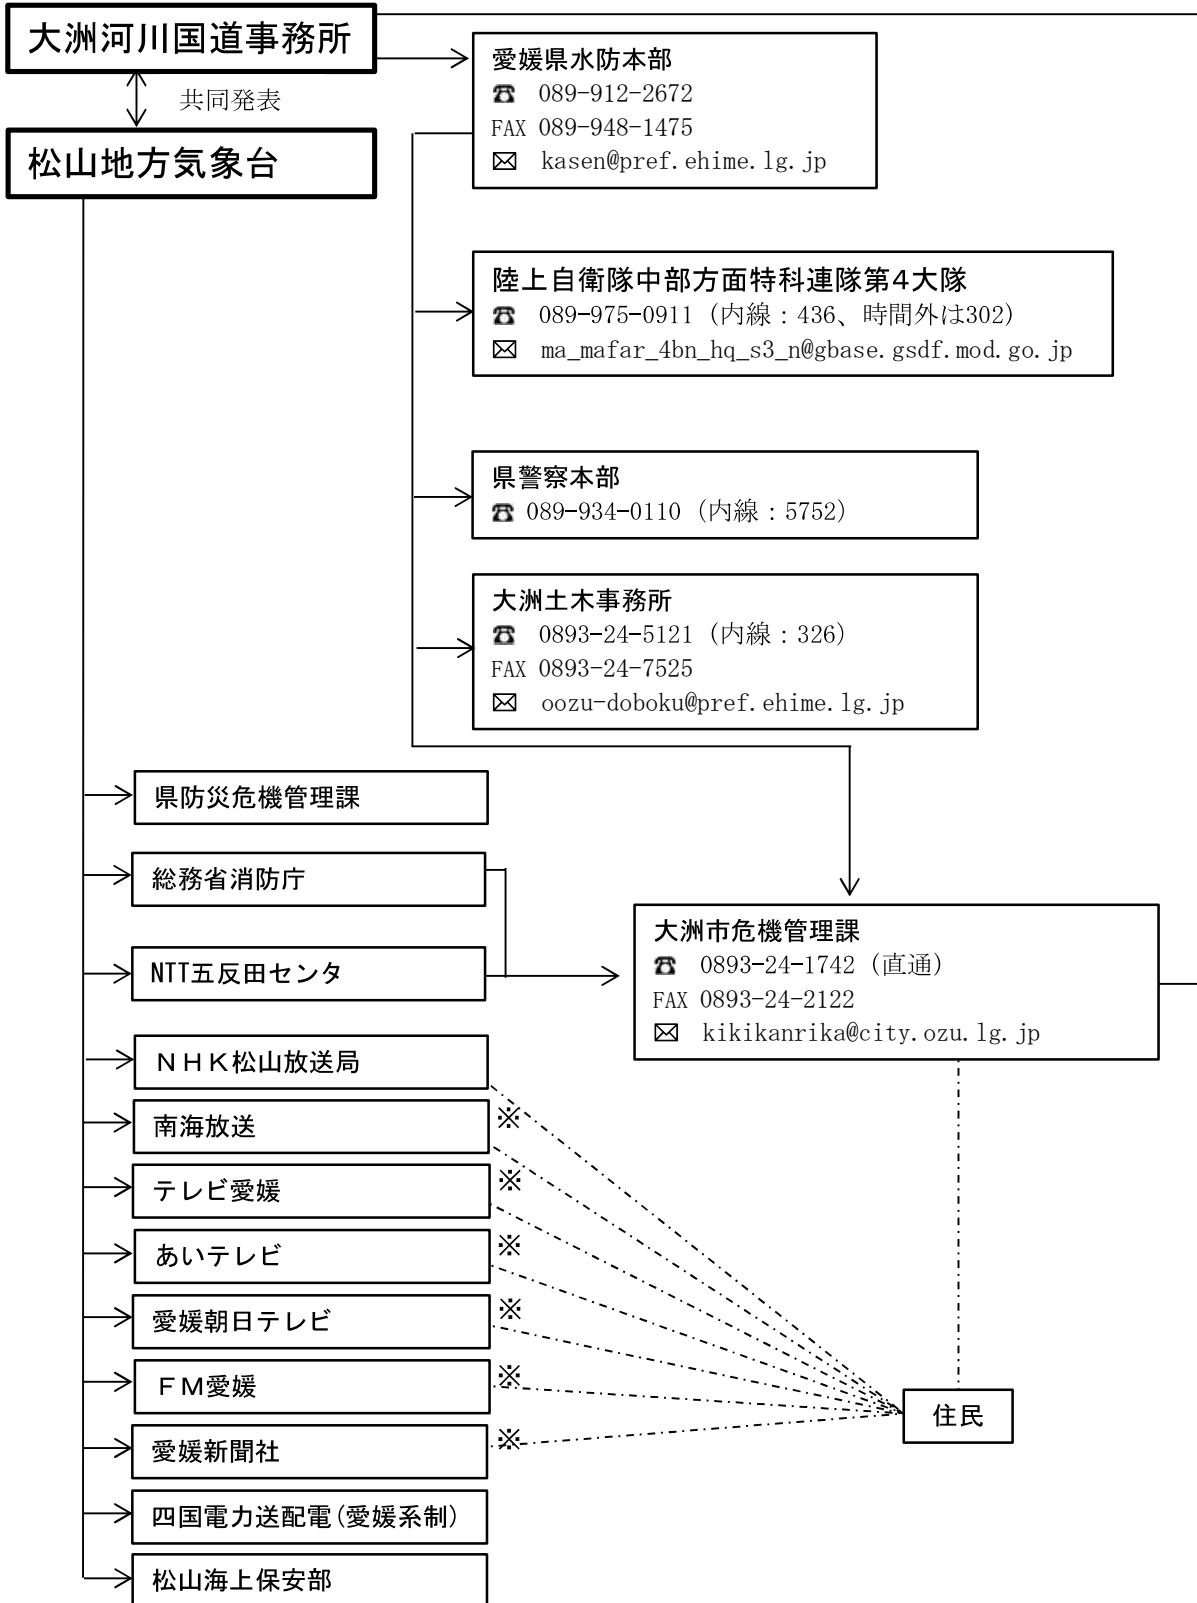 大洲河川国道事務所
共同発表
松山地方気象台
愛媛県水防本部
☎ 089-912-2672
FAX 089-948-1475
✉ kasen@pref.ehime.lg.jp
陸上自衛隊中部方面特科連隊第4大隊
☎ 089-975-0911（内線：436、時間外は302）
✉ ma_mafar_4bn_hq_s3_n@gbase.gsdf.mod.go.jp
県警察本部
☎ 089-934-0110（内線：5752）
大洲土木事務所
☎ 0893-24-5121（内線：326）
FAX 0893-24-7525
✉ oozu-doboku@pref.ehime.lg.jp
県防災危機管理課
総務省消防庁
NTT五反田センタ
大洲市危機管理課
☎ 0893-24-1742（直通）
FAX 0893-24-2122
✉ kikikanrika@city.ozu.lg.jp
ＮＨＫ松山放送局
南海放送
※
テレビ愛媛
※
あいテレビ
※
愛媛朝日テレビ
※
ＦＭ愛媛
※
愛媛新聞社
※
住民
四国電力送配電(愛媛系制)
松山海上保安部